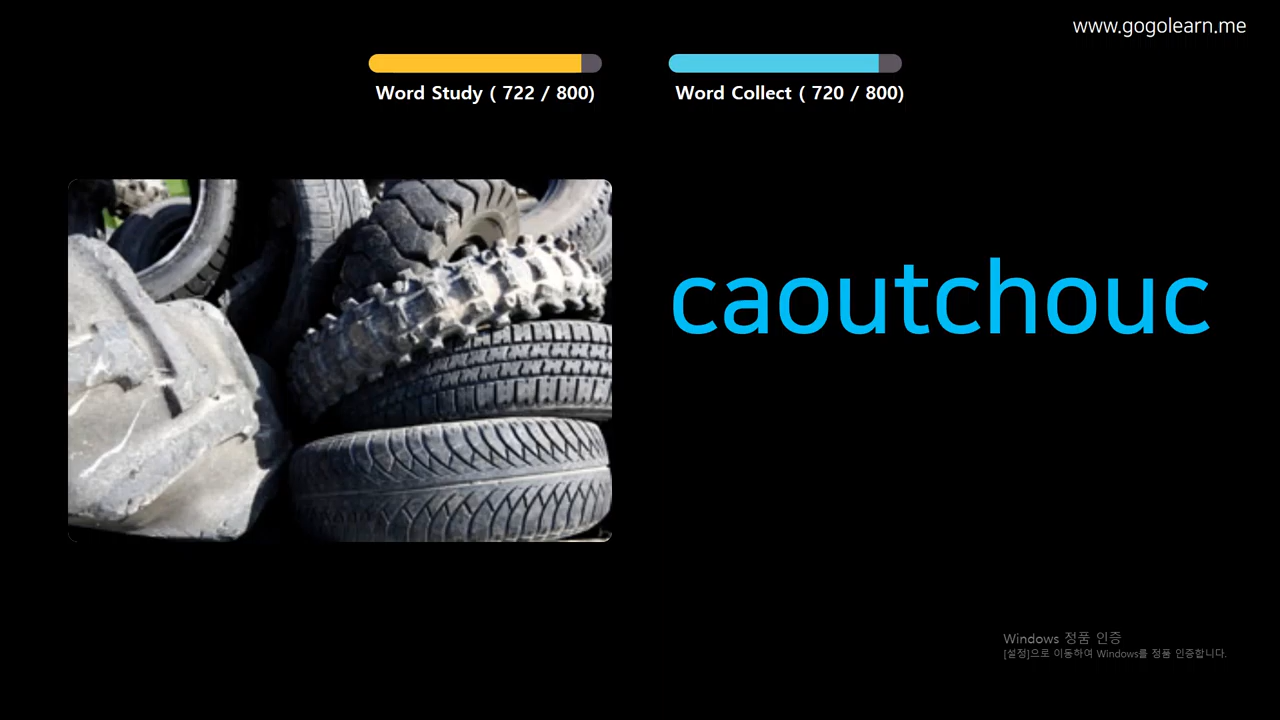 www.gogolearn.me
Word Study ( 722 / 800)
Word Collect ( 720 / 800)
caoutchouc
Windows 정품 인증
[설정]으로 이동하여 Windows를 정품 인증합니다.